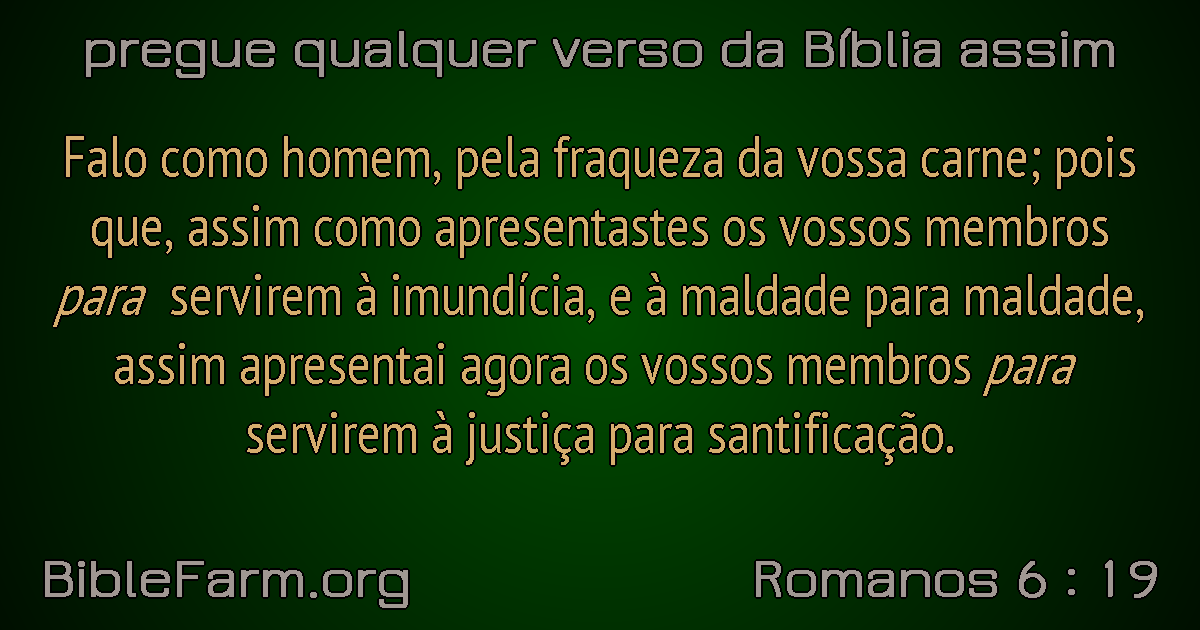 pregue qualquer verso da Bíblia assim
Falo como homem, pela fraqueza da vossa carne; pois
que, assim como apresentastes os vossos membros
para servirem à imundícia, e à maldade para maldade,
assim apresentai agora os vossos membros para
servirem à justiça para santificação.
BibleFarm.org
Romanos 6 : 19